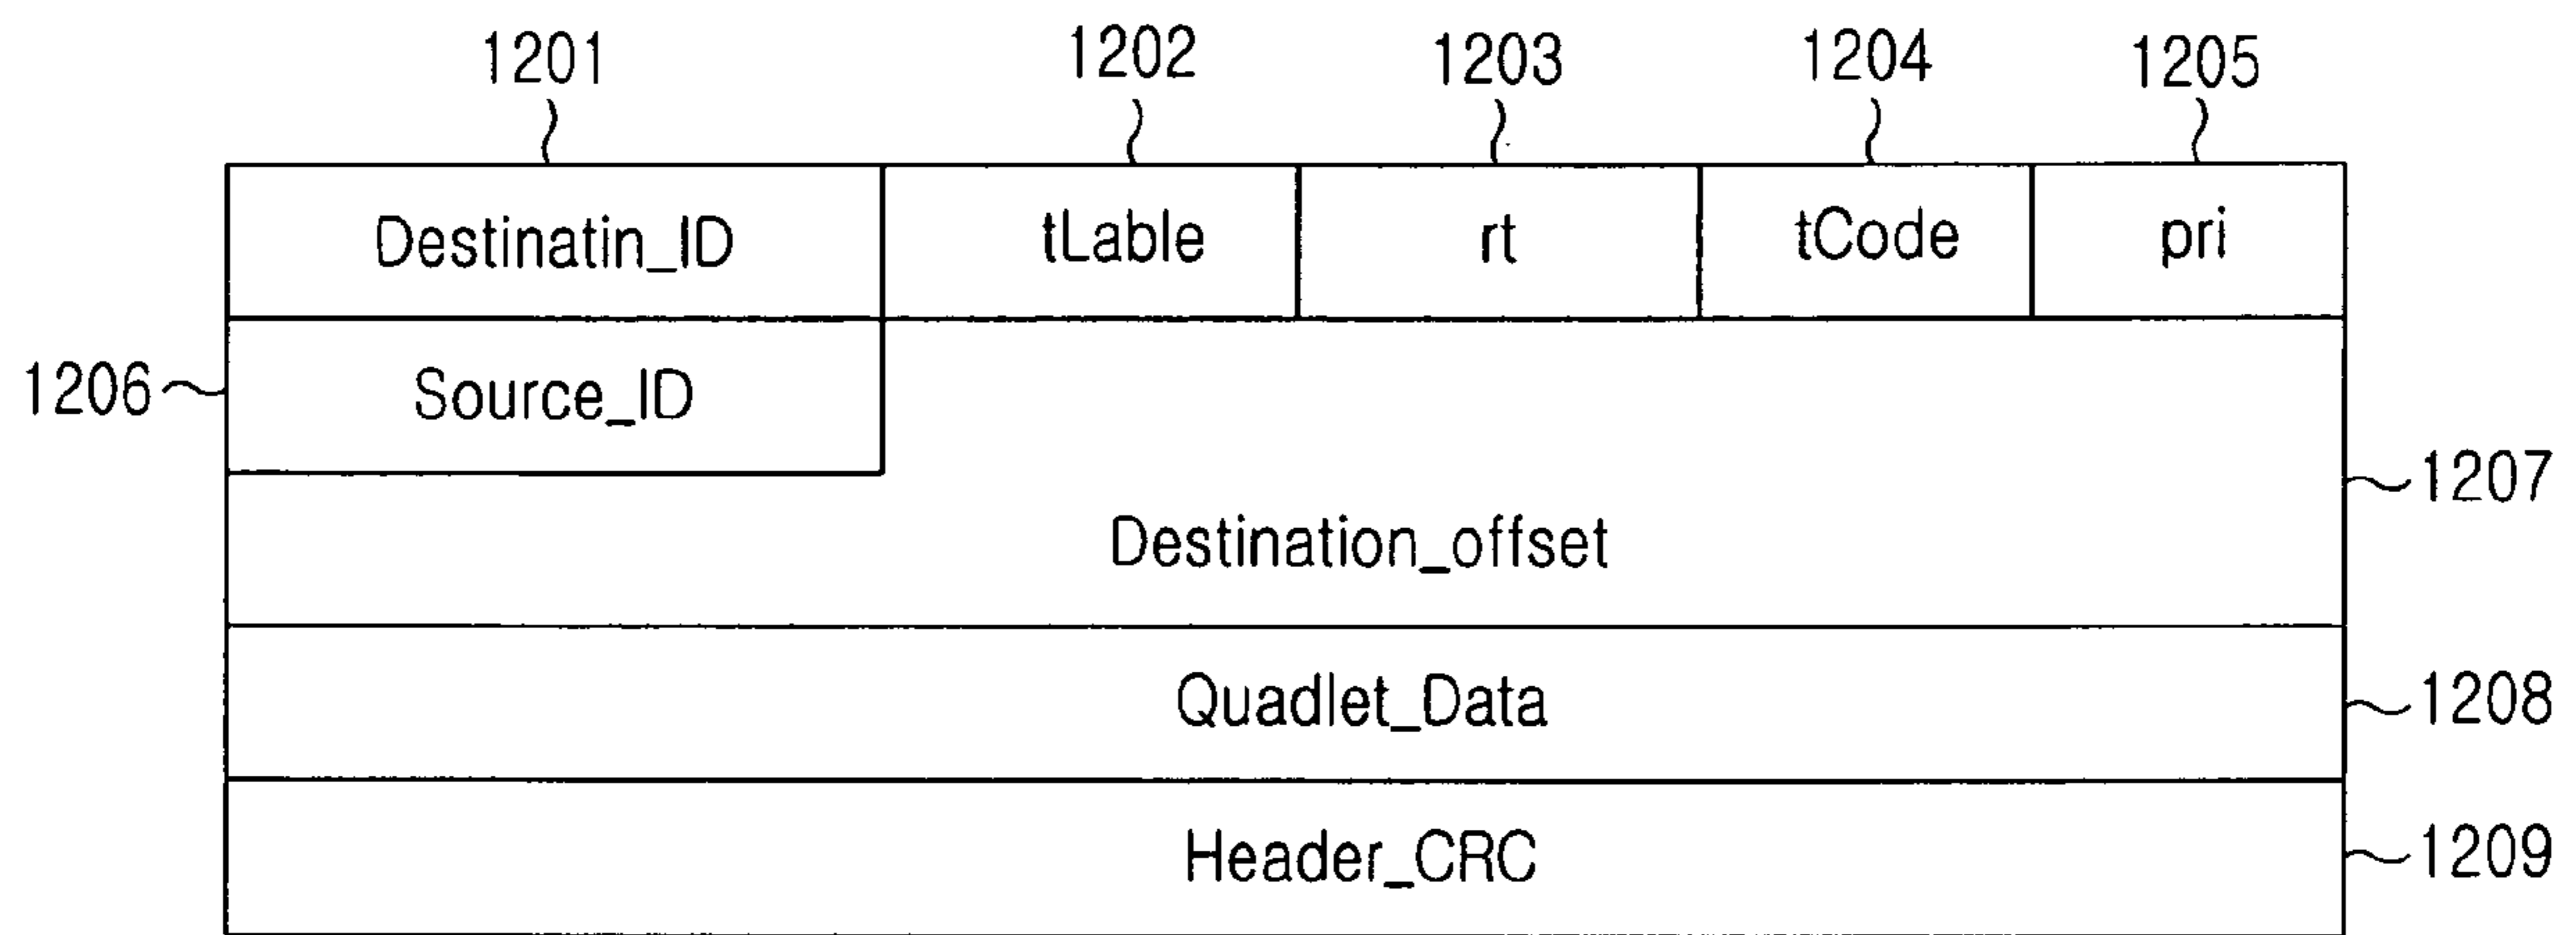 1201 1202 1203 1204 1205
Destinatin_ID tLable rt tCode pri
1206 Source_ID
1207
Destination_offset
Quadlet_Data 1208
Header_CRC 1209